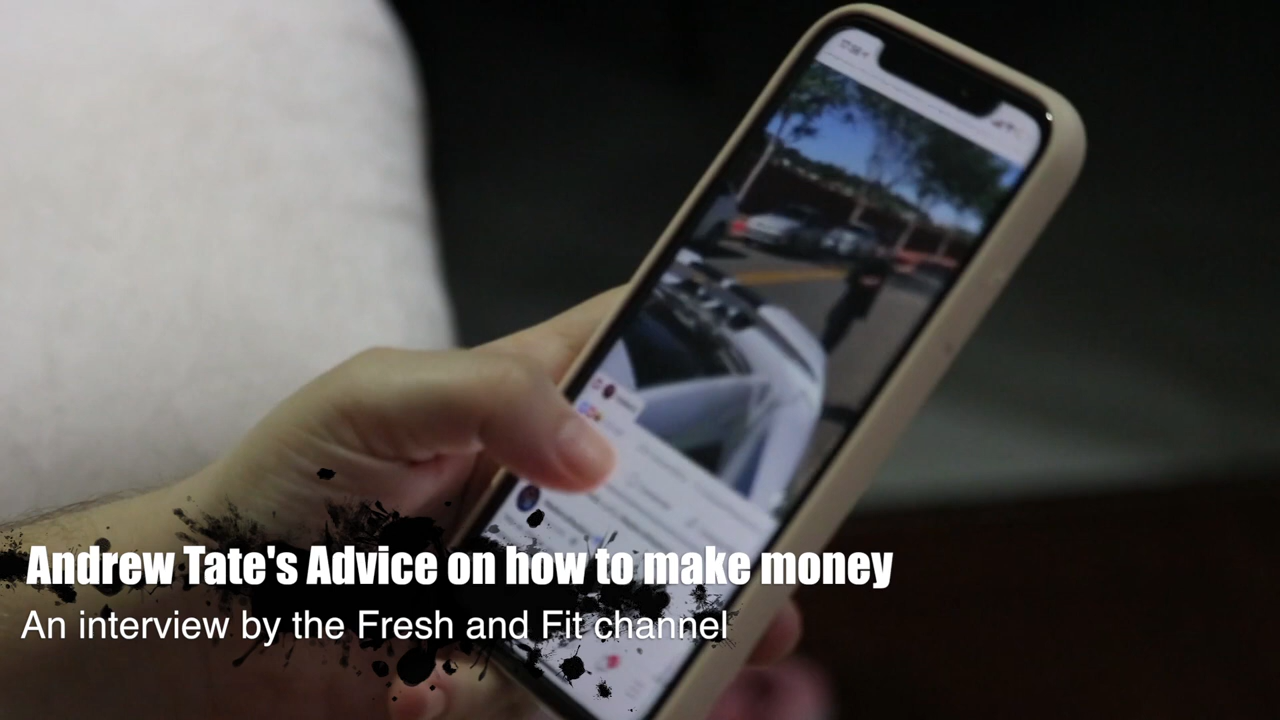 Andrew Tate's Advice on how to make money
An interview by the Fresh and Fit channel